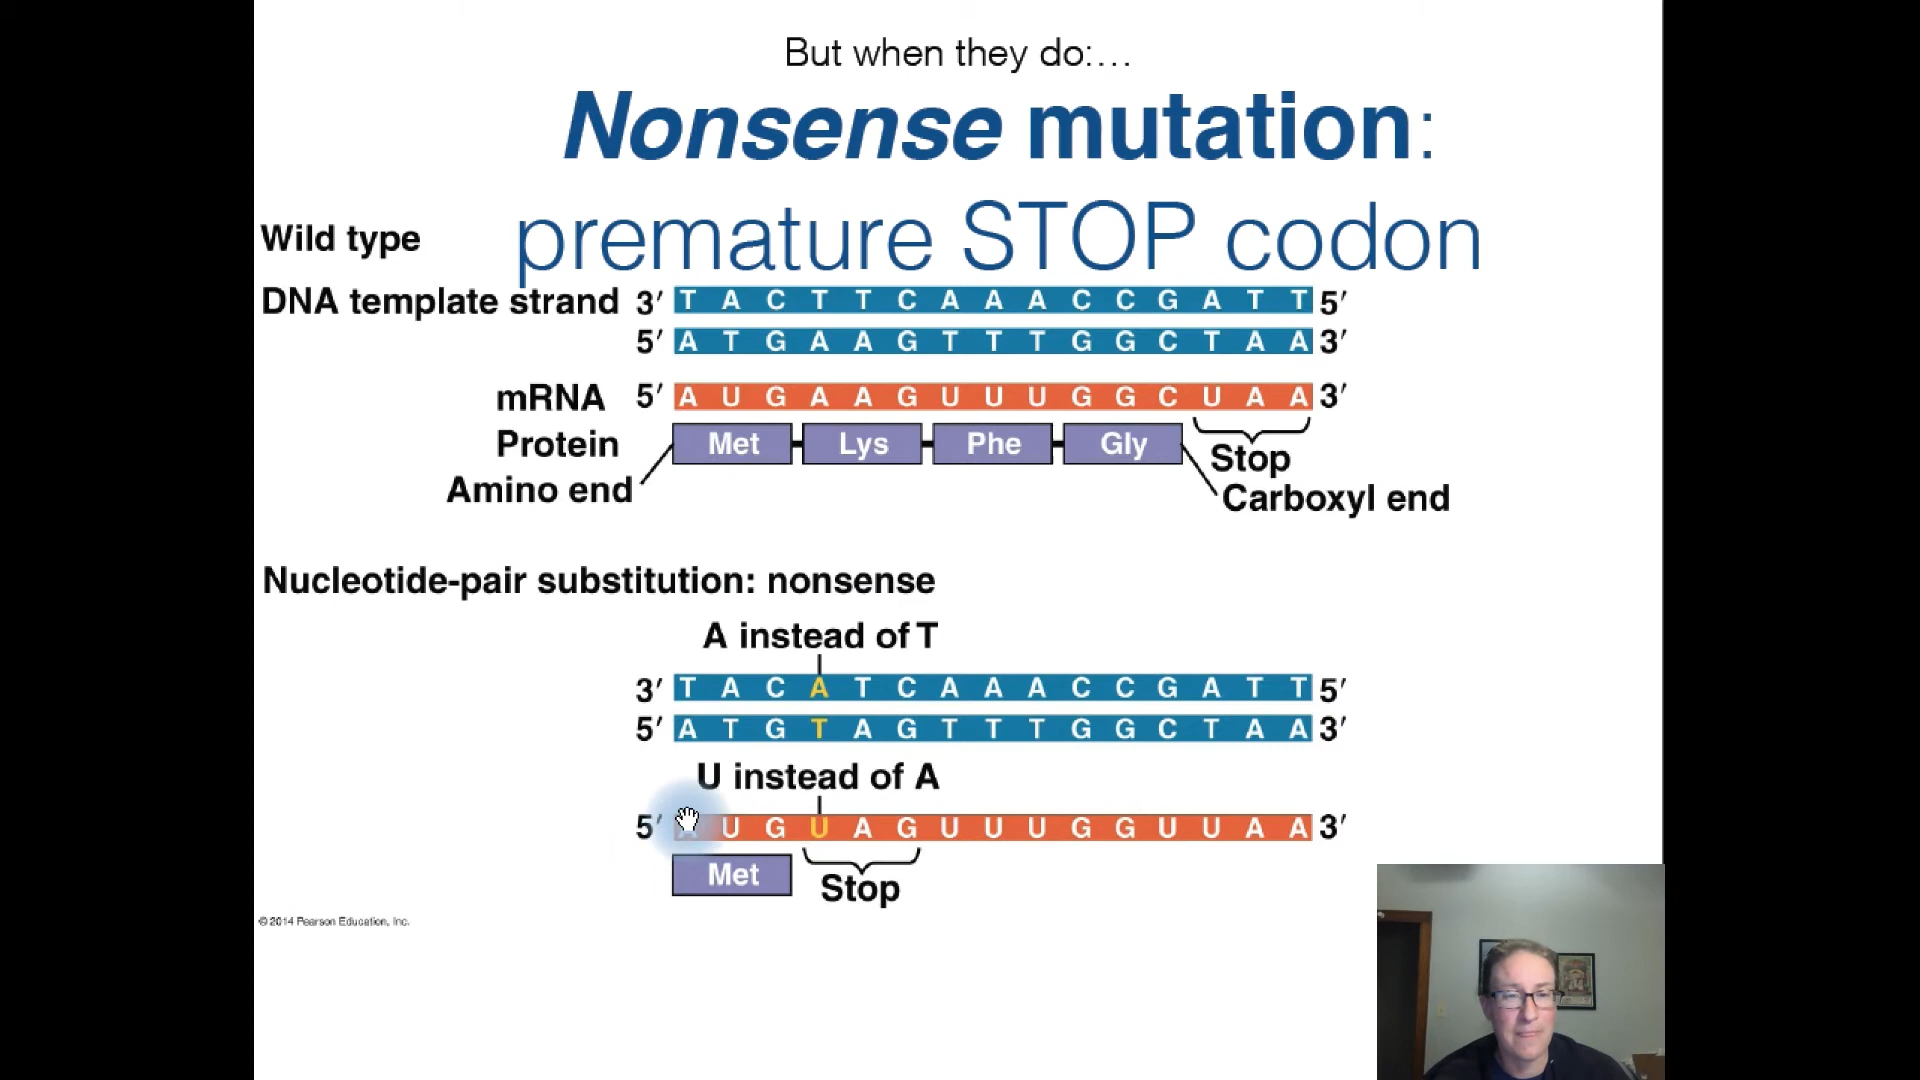 But when they do:...
Nonsense mutation:
premature STOP codon
Wild type
DNA template strand 3′ T A C T T C A A A C C G A T T 5′
5′ A T G A A G T T T G G C T A A 3′
mRNA 5′ A U G A A G U U U G G C U A A 3′
Protein Met Lys Phe Gly Stop
Amino end Carboxyl end
Nucleotide-pair substitution: nonsense
A instead of T
3′ T A C A T C A A A C C G A T T 5′
5′ A T G T A G T T T G G C T A A 3′
U instead of A
5′ A U G U A G U U U G G U U A A 3′
Met Stop
© 2014 Pearson Education, Inc.